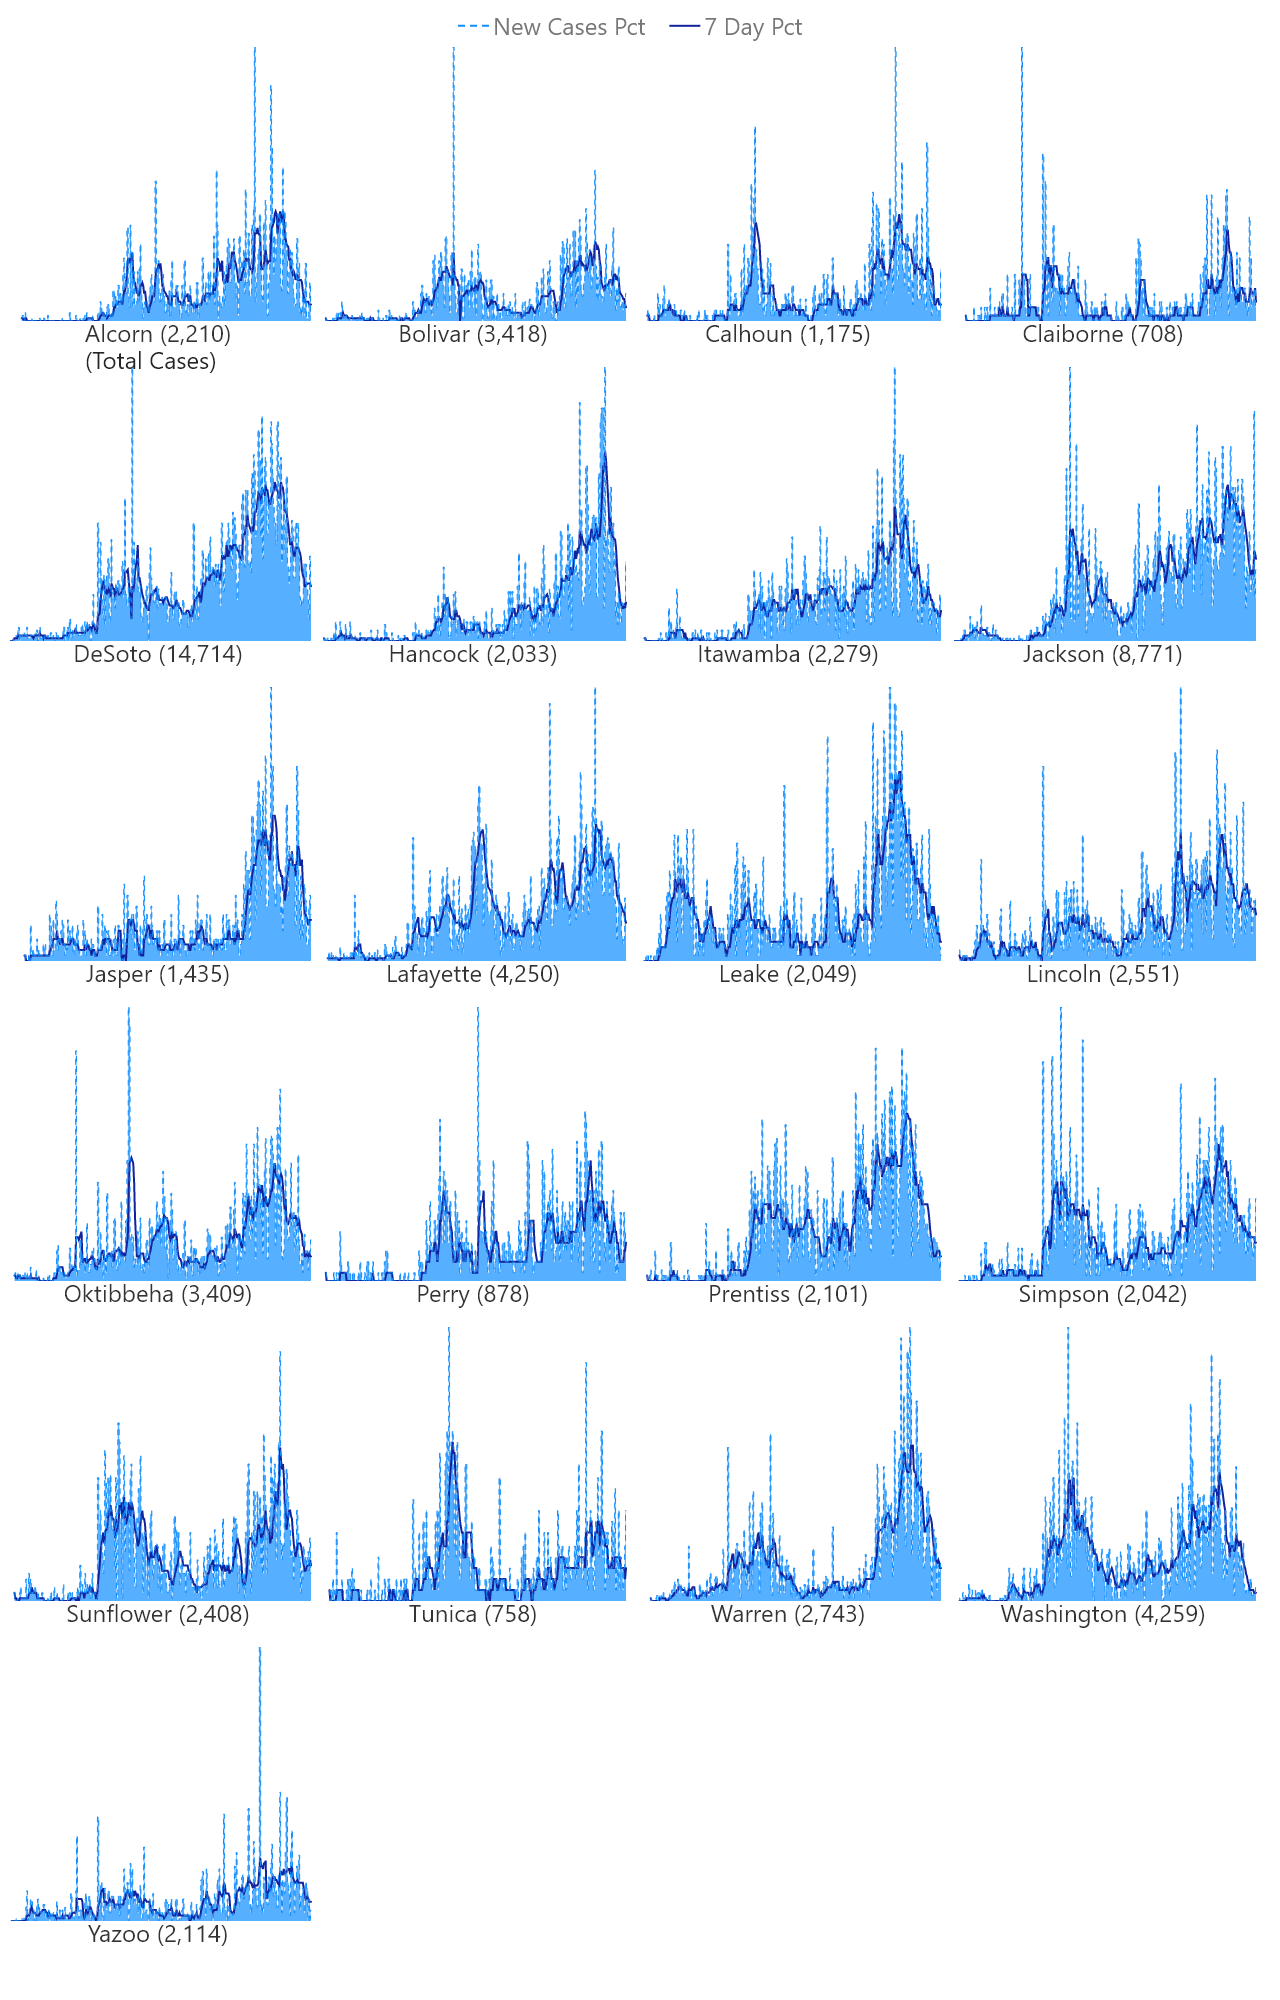 New Cases Pct 7 Day Pct
Alcorn (2,210) Bolivar (3,418) Calhoun (1,175) Claiborne (708)
(Total Cases)
DeSoto (14,714) Hancock (2,033) Itawamba (2,279) Jackson (8,771)
Jasper (1,435) Lafayette (4,250) Leake (2,049) Lincoln (2,551)
Oktibbeha (3,409) Perry (878) Prentiss (2,101) Simpson (2,042)
Sunflower (2,408) Tunica (758) Warren (2,743) Washington (4,259)
Yazoo (2,114)